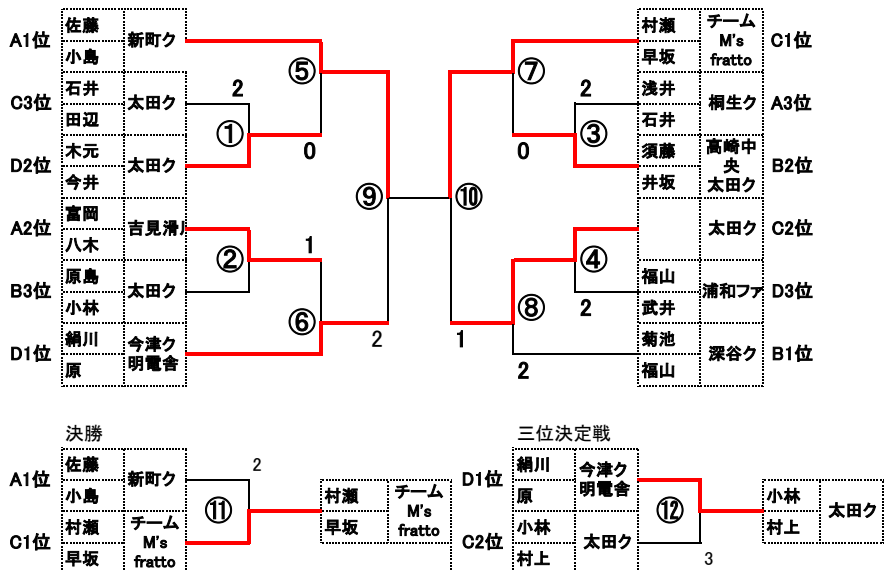 A1位 佐藤 小島 新町ク
C3位 石井 田辺 太田ク
D2位 木元 今井 太田ク
A2位 富岡 八木 吉見滑
B3位 原島 小林 太田ク
D1位 絹川 原 今津ク 明電舎
⑤
2
①
0
②
1
⑥
⑨
2
⑩
1
⑦
2
③
0
④
2
⑧
2
村瀬 早坂 チーム M's fratto C1位
浅井 石井 桐生ク A3位
須藤 井坂 高崎中央 太田ク B2位
太田ク C2位
福山 武井 浦和ファ D3位
菊池 福山 深谷ク B1位
決勝
A1位 佐藤 小島 新町ク
C1位 村瀬 早坂 チーム M's fratto
2
⑪
村瀬 早坂 チーム M's fratto
三位決定戦
D1位 絹川 原 今津ク 明電舎
C2位 小林 村上 太田ク
⑫
3
小林 村上 太田ク